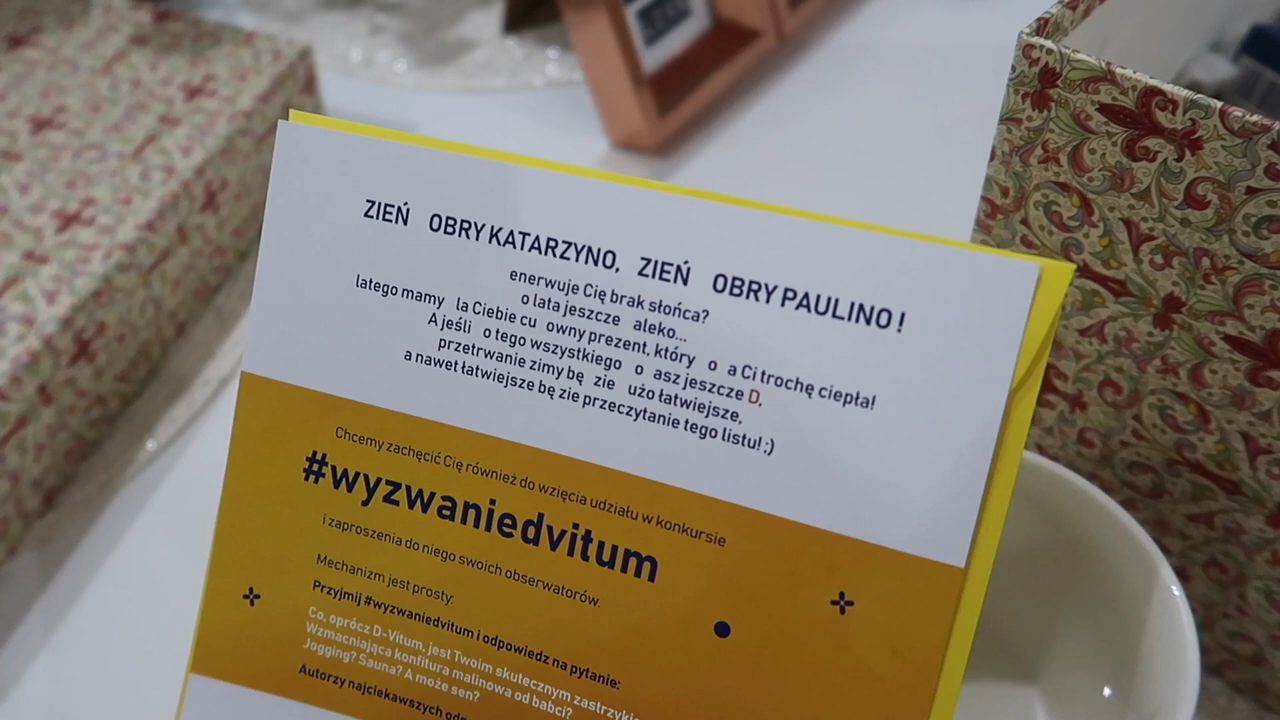 ZIEŃ OBRY KATARZYNO, ZIEŃ OBRY PAULINO!
enerwuje Cię brak słońca?
o lata jeszcze aleko...
latego mamy la Ciebie cu owny prezent, który o a Ci trochę ciepła!
A jeśli o tego wszystkiego o asz jeszcze D,
przetrwanie zimy bę zie użo łatwiejsze,
a nawet łatwiejsze bę zie przeczytanie tego listu! :)
Chcemy zachęcić Cię również do wzięcia udziału w konkursie
#wyzwaniedvitum
i zaproszenia do niego swoich obserwatorów.
Mechanizm jest prosty:
Przyjmij #wyzwaniedvitum i odpowiedz na pytanie:
Co, oprócz D-Vitum, jest Twoim skutecznym
Wzmacniająca konfitura malinowa od babci?
Jogging? Sauna? A może sen?
Autorzy najciekawszych